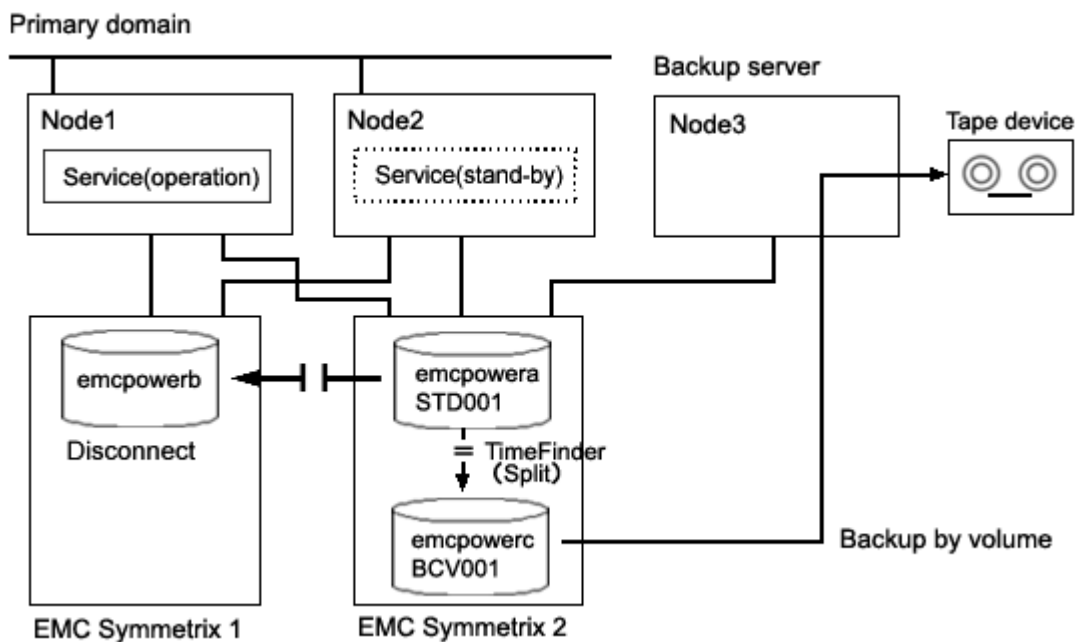 Primary domain
Backup server
Node1
Node2
Node3
Tape device
Service(operation)
Service(stand-by)
emcpowerb
emcpowera
STD001
Disconnect
TimeFinder
(Split)
emcpowerc
BCV001
Backup by volume
EMC Symmetrix 1
EMC Symmetrix 2